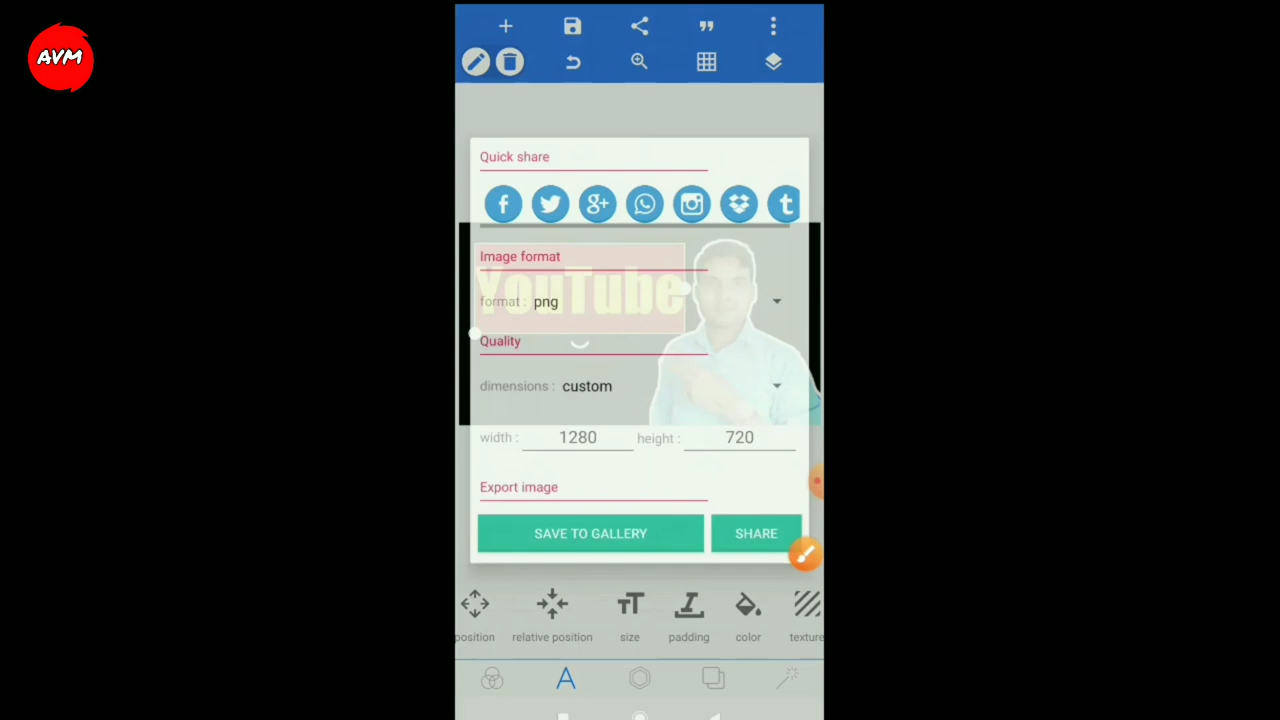 AVM
Quick share
Image format
YouTube
format : png
Quality
dimensions : custom
width : 1280 height : 720
Export image
SAVE TO GALLERY SHARE
position relative position size padding color texture